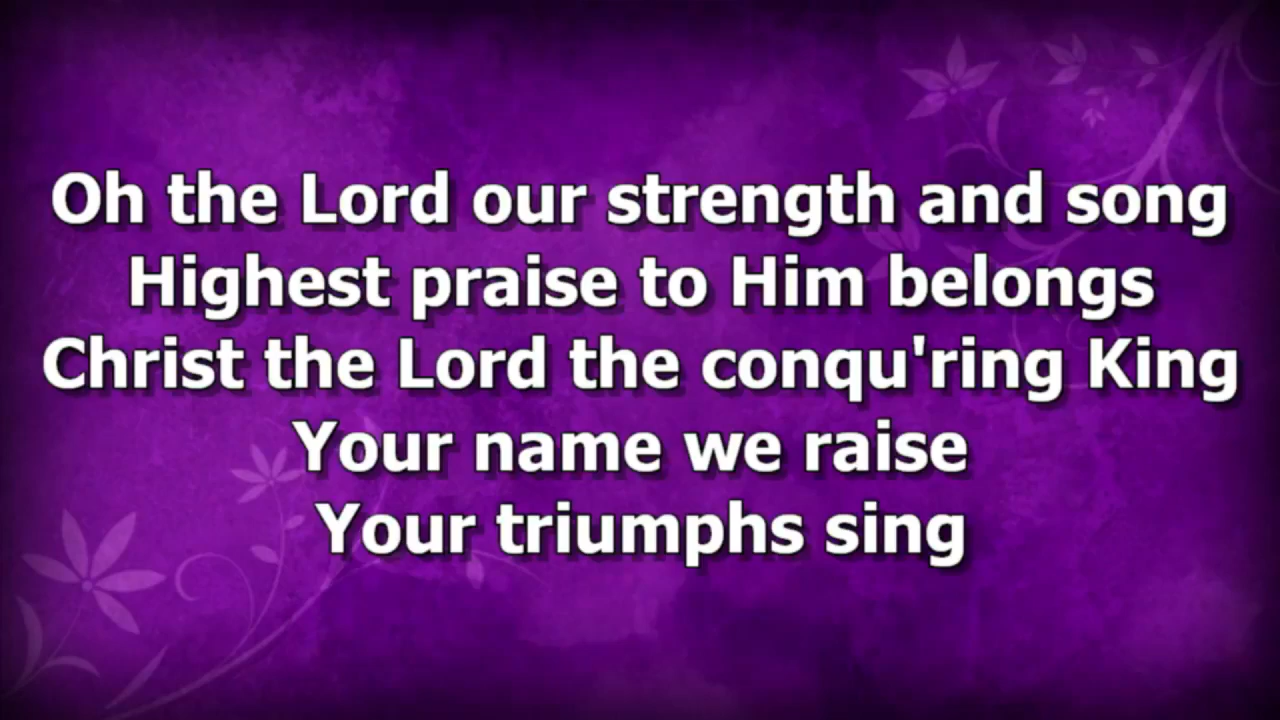 Oh the Lord our strength and song
Highest praise to Him belongs
Christ the Lord the conqu'ring King
Your name we raise
Your triumphs sing